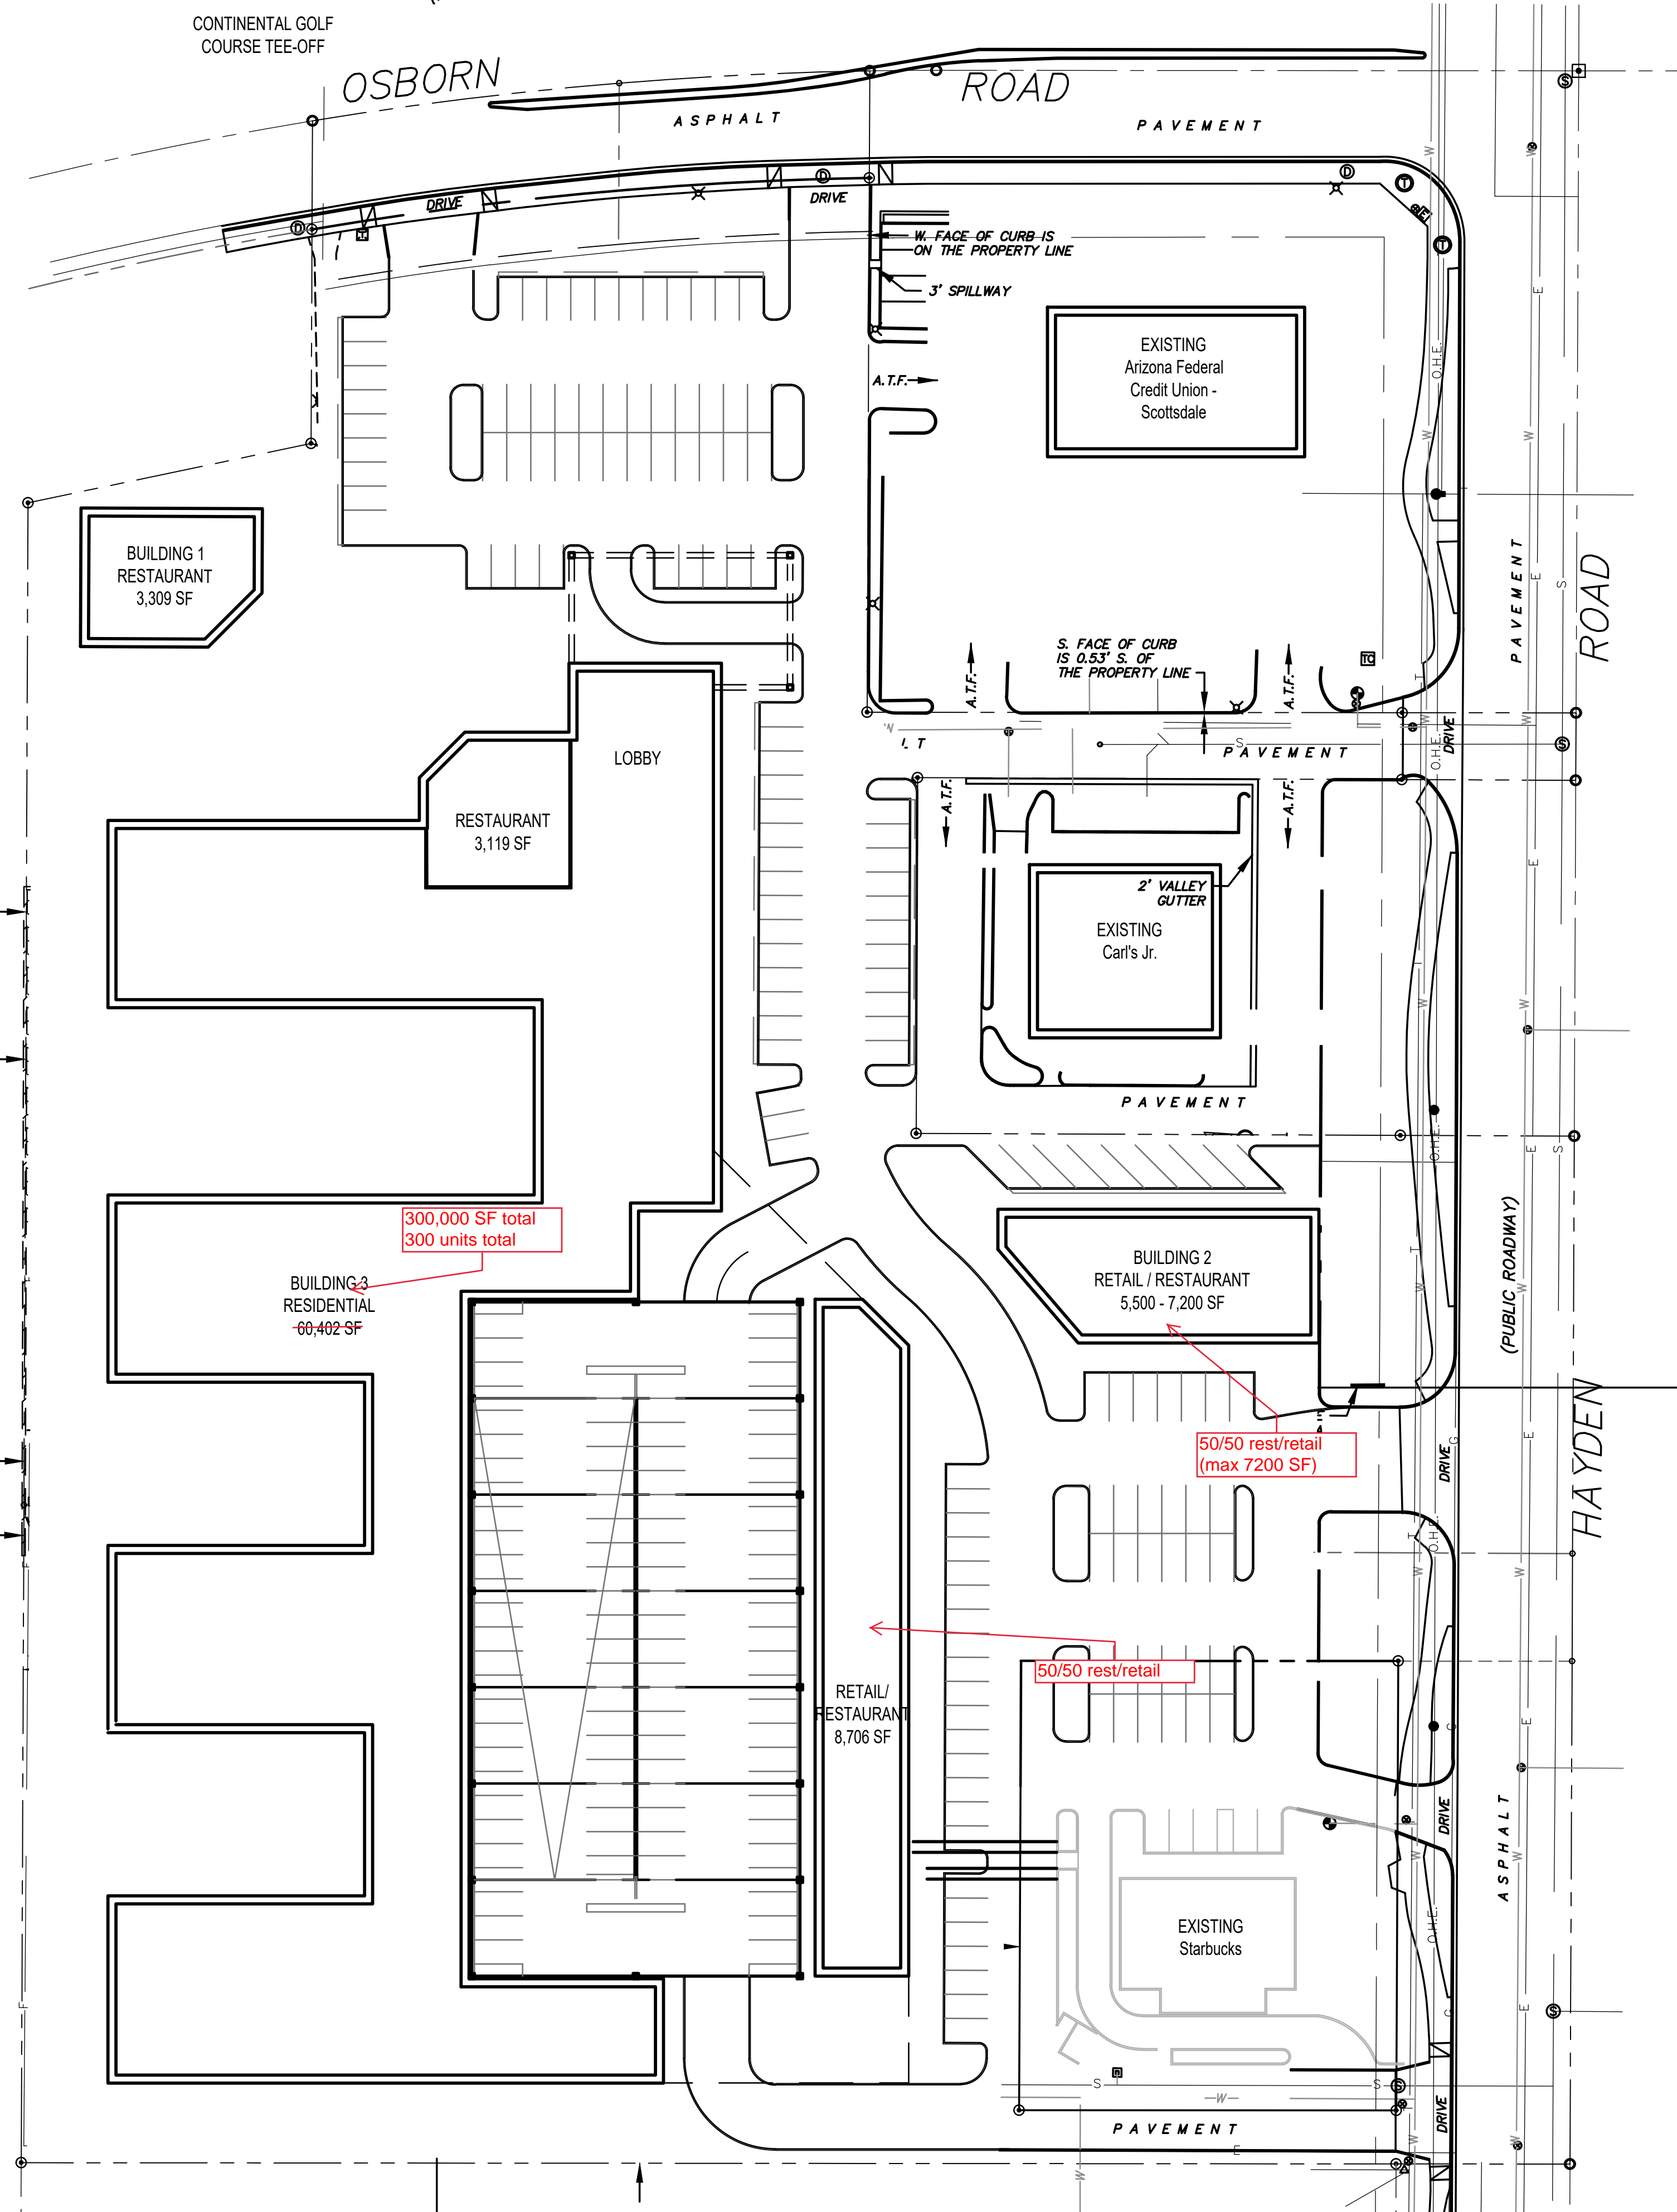 CONTINENTAL GOLF
COURSE TEE-OFF
OSBORN
ROAD
ASPHALT
PAVEMENT
DRIVE
DRIVE
W. FACE OF CURB IS
ON THE PROPERTY LINE
3' SPILLWAY
EXISTING
Arizona Federal
Credit Union -
Scottsdale
A.T.F.
O.H.E.
BUILDING 1
RESTAURANT
3,309 SF
PAVEMENT
ROAD
S. FACE OF CURB
IS 0.53' S. OF
THE PROPERTY LINE
A.T.F.
A.T.F.
PAVEMENT
DRIVE
O.H.E.
LOBBY
RESTAURANT
3,119 SF
A.T.F.
A.T.F.
2' VALLEY
GUTTER
EXISTING
Carl's Jr.
PAVEMENT
O.H.E.
300,000 SF total
300 units total
BUILDING 3
RESIDENTIAL
60,402 SF
BUILDING 2
RETAIL / RESTAURANT
5,500 - 7,200 SF
(PUBLIC ROADWAY)
HAYDEN
50/50 rest/retail
(max 7200 SF)
DRIVE
O.H.E.
50/50 rest/retail
RETAIL/
RESTAURANT
8,706 SF
DRIVE
ASPHALT
EXISTING
Starbucks
O.H.E.
DRIVE
PAVEMENT